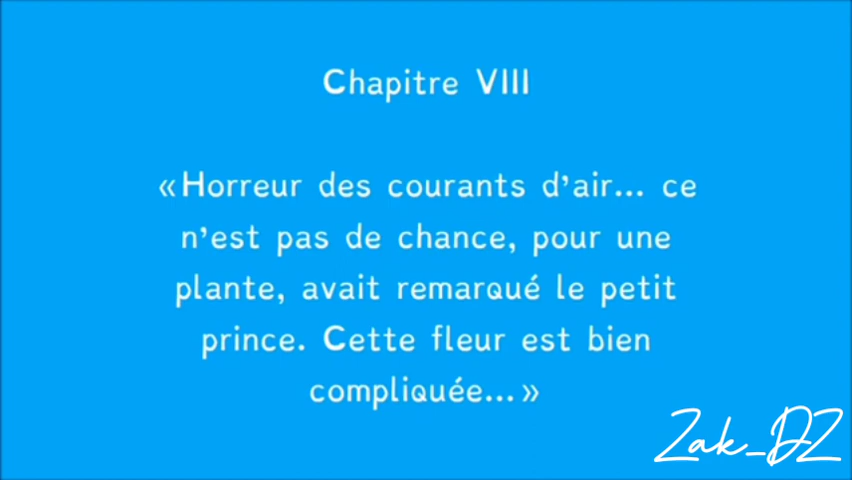 Chapitre VIII
«Horreur des courants d'air... ce
n'est pas de chance, pour une
plante, avait remarqué le petit
prince. Cette fleur est bien
compliquée...»
Zak_DZ